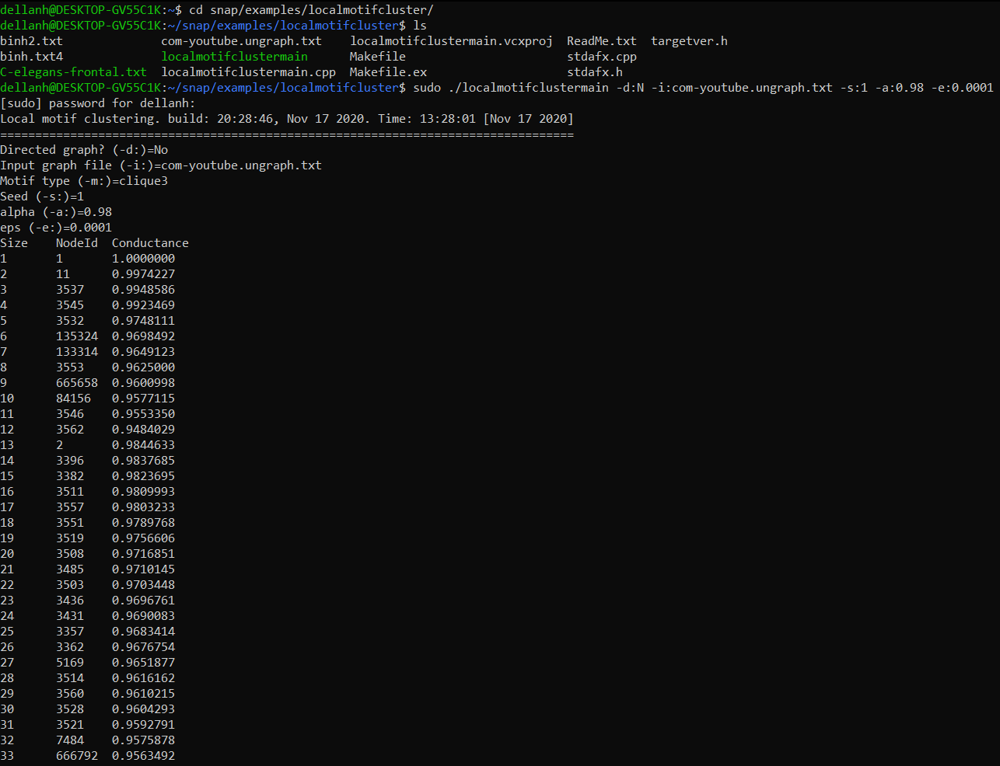 dellanh@DESKTOP-GV55C1K:~$ cd snap/examples/localmotifcluster/
dellanh@DESKTOP-GV55C1K:~/snap/examples/localmotifcluster$ ls
binh2.txt com-youtube.ungraph.txt localmotifclustermain.vcxproj ReadMe.txt targetver.h
binh.txt4 localmotifclustermain Makefile stdafx.cpp
C-elegans-frontal.txt localmotifclustermain.cpp Makefile.ex stdafx.h
dellanh@DESKTOP-GV55C1K:~/snap/examples/localmotifcluster$ sudo ./localmotifclustermain -d:N -i:com-youtube.ungraph.txt -s:1 -a:0.98 -e:0.0001
[sudo] password for dellanh:
Local motif clustering. build: 20:28:46, Nov 17 2020. Time: 13:28:01 [Nov 17 2020]
==================================================================================
Directed graph? (-d:)=No
Input graph file (-i:)=com-youtube.ungraph.txt
Motif type (-m:)=clique3
Seed (-s:)=1
alpha (-a:)=0.98
eps (-e:)=0.0001
Size NodeId Conductance
1 1 1.0000000
2 11 0.9974227
3 3537 0.9948586
4 3545 0.9923469
5 3532 0.9748111
6 135324 0.9698492
7 133314 0.9649123
8 3553 0.9625000
9 665658 0.9600998
10 84156 0.9577115
11 3546 0.9553350
12 3562 0.9484029
13 2 0.9844633
14 3396 0.9837685
15 3382 0.9823695
16 3511 0.9809993
17 3557 0.9803233
18 3551 0.9789768
19 3519 0.9756606
20 3508 0.9716851
21 3485 0.9710145
22 3503 0.9703448
23 3436 0.9696761
24 3431 0.9690083
25 3357 0.9683414
26 3362 0.9676754
27 5169 0.9651877
28 3514 0.9616162
29 3560 0.9610215
30 3528 0.9604293
31 3521 0.9592791
32 7484 0.9575878
33 666792 0.9563492